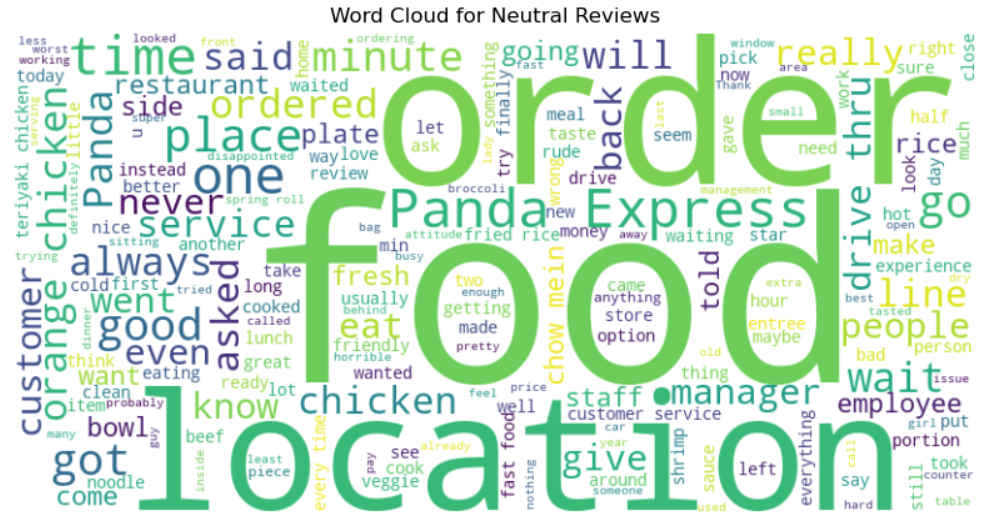 Word Cloud for Neutral Reviews
less
worst
working
looked
time
said
home
ordering
minute
going
fast
something
lady
will
window
pick
Thank
now
area
really
right
sure
close
front
today
super
u
restaurant
waited
ordered
side
Panda
place
plate
try
finally
order
let
ask
meal
taste
rude
back
seem
last
gave
small
need
work
thru
rice
half
much
look
day
teriyaki chicken
serving
little
definitely
orange chicken
instead
better
disappointed
way
love
review
one
never
spring roll
nice
service
sitting
another
trying
broccoli
wrong
drive
management
Panda Express
new
money
away
waiting
star
bag
attitude
fried rice
min
busy
go
hot
open
make
experience
drive
always
cold
first
tried
asked
take
long
cooked
called
fresh
usually
behind
food
two
enough
getting
made
pretty
chow mein
came
anything
store
option
told
extra
hour
entree
maybe
best
tasted
line
dry
customer
went
good
even
dinner
think
want
eating
clean
item
probably
lunch
great
ready
lot
eat
friendly
horrible
wanted
feel
price
well
old
thing
people
bad
person
wait
issue
many
bowl
guy
know
beef
chicken
staff
manager
customer service
car
year
employee
girl
put
portion
got
noodle
come
inside
location
least
piece
every time
pay
see
cook
veggie
already
fast food
nothing
give
around
someone
shrimp
sauce
used
left
everything
say
call
hard
still
took
counter
table